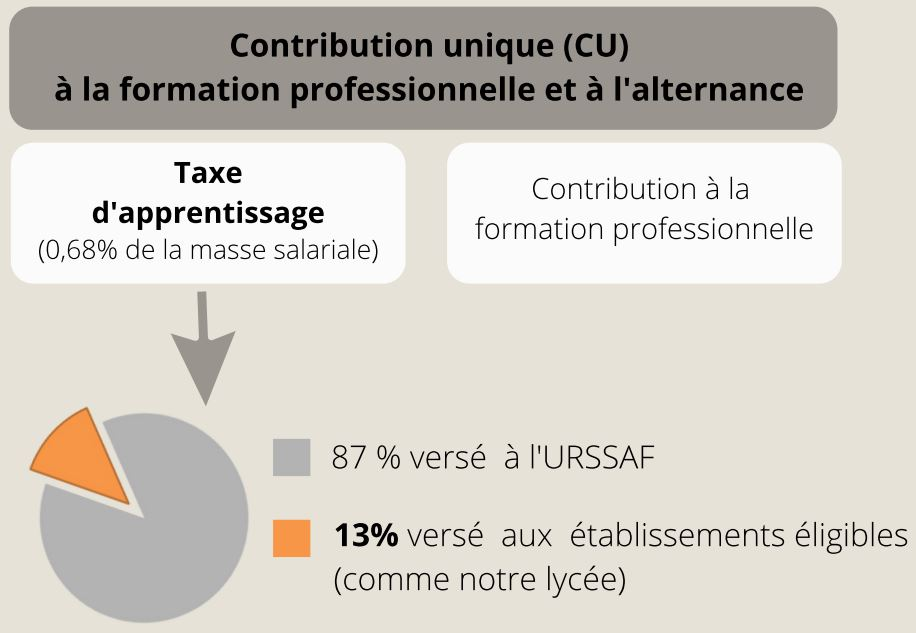 Contribution unique (CU)
à la formation professionnelle et à l'alternance
Taxe
d'apprentissage
(0,68% de la masse salariale)
Contribution à la
formation professionnelle
87 % versé à l'URSSAF
13% versé aux établissements éligibles
(comme notre lycée)